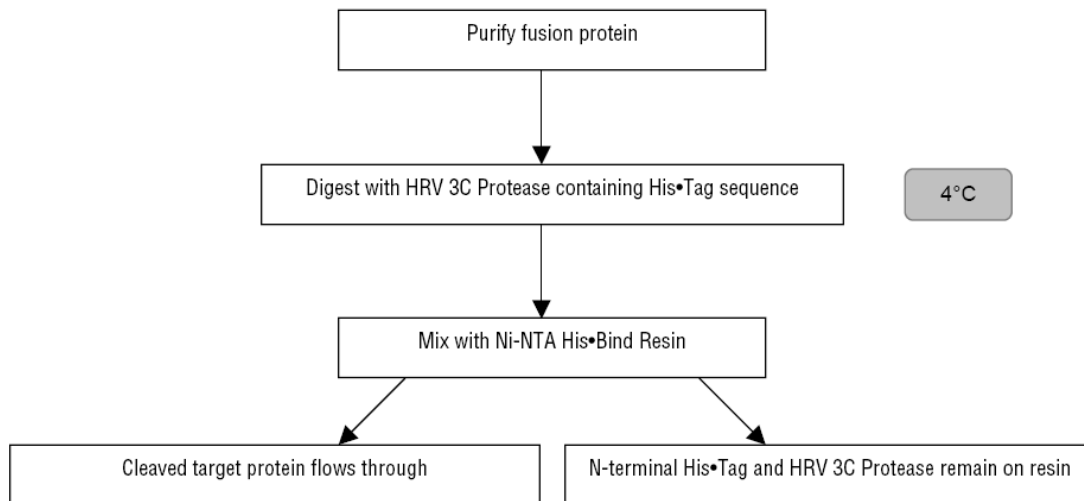 Purify fusion protein
Digest with HRV 3C Protease containing His•Tag sequence
4°C
Mix with Ni-NTA His•Bind Resin
Cleaved target protein flows through
N-terminal His•Tag and HRV 3C Protease remain on resin